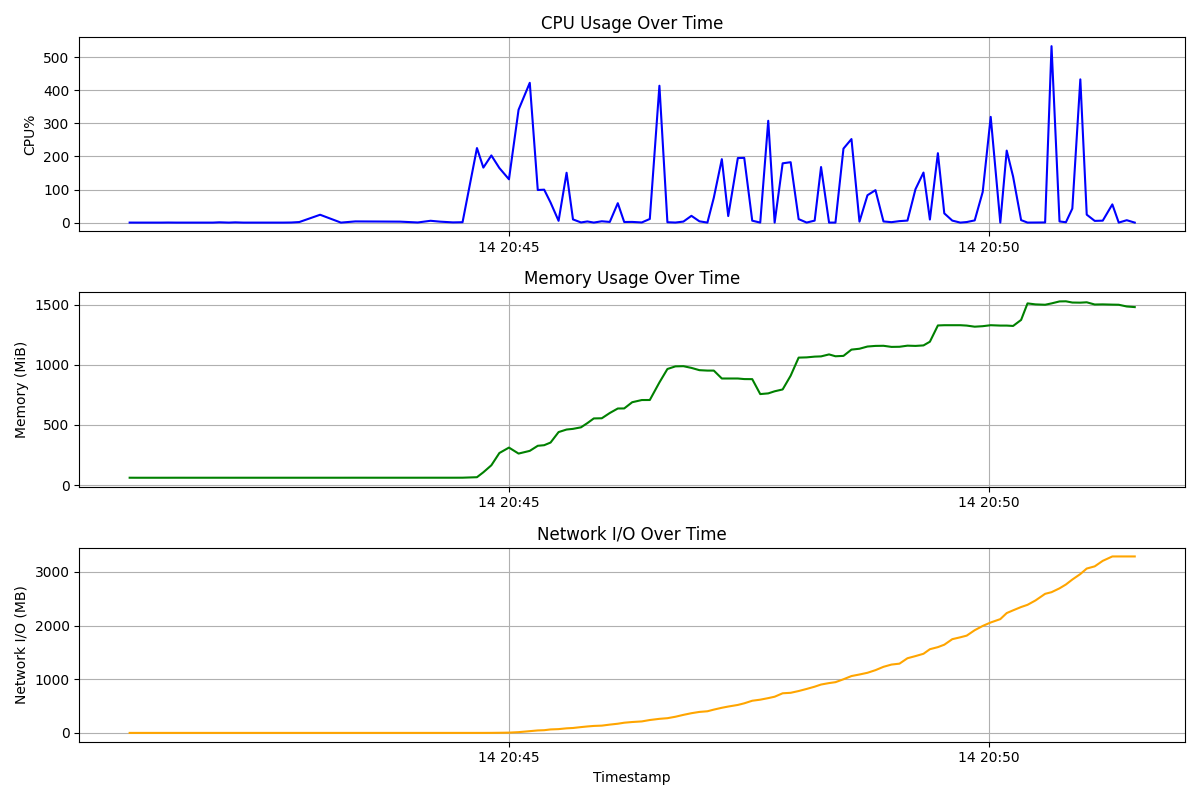 CPU Usage Over Time
CPU%
500
400
300
200
100
0
14 20:45
14 20:50
Memory Usage Over Time
Memory (MiB)
1500
1000
500
0
14 20:45
14 20:50
Network I/O Over Time
Network I/O (MB)
3000
2000
1000
0
14 20:45
14 20:50
Timestamp